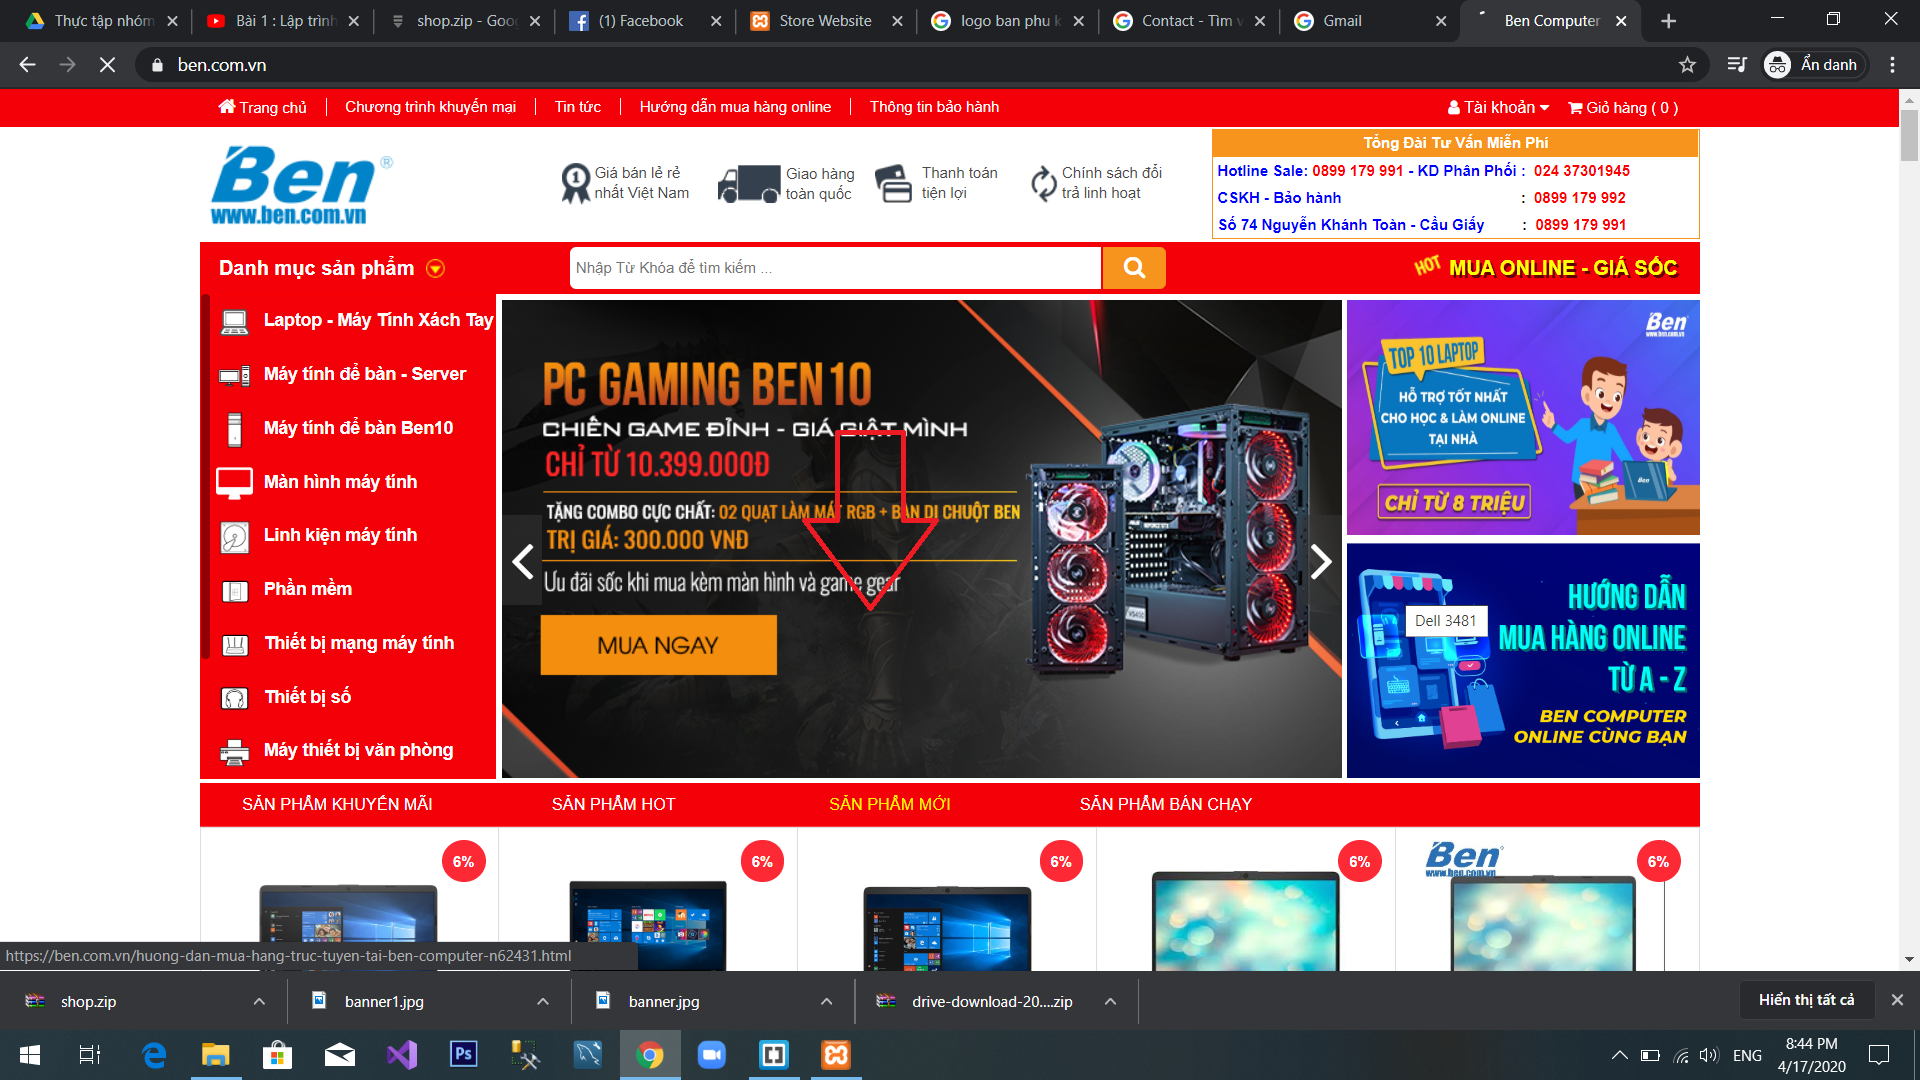 Thực tập nhóm
Bài 1 : Lập trình
shop.zip - Goo
(1) Facebook
Store Website
logo ban phu k
Contact - Tìm v
Gmail
Ben Computer
ben.com.vn
Ẩn danh
Trang chủ
Chương trình khuyến mại
Tin tức
Hướng dẫn mua hàng online
Thông tin bảo hành
Tài khoản
Giỏ hàng ( 0 )
Ben ®
www.ben.com.vn
1
Giá bán lẻ rẻ
nhất Việt Nam
Giao hàng
toàn quốc
Thanh toán
tiện lợi
Chính sách đổi
trả linh hoạt
Tổng Đài Tư Vấn Miễn Phí
Hotline Sale: 0899 179 991 - KD Phân Phối : 024 37301945
CSKH - Bảo hành : 0899 179 992
Số 74 Nguyễn Khánh Toàn - Cầu Giấy : 0899 179 991
Danh mục sản phẩm
Nhập Từ Khóa để tìm kiếm ...
HOT MUA ONLINE - GIÁ SỐC
Laptop - Máy Tính Xách Tay
Máy tính để bàn - Server
Máy tính để bàn Ben10
Màn hình máy tính
Linh kiện máy tính
Phần mềm
Thiết bị mạng máy tính
Thiết bị số
Máy thiết bị văn phòng
PC GAMING BEN10
CHIẾN GAME ĐỈNH - GIÁ GIẬT MÌNH
CHỈ TỪ 10.399.000Đ
TẶNG COMBO CỰC CHẤT: 02 QUẠT LÀM MÁT RGB + BÀN DI CHUỘT BEN
TRỊ GIÁ: 300.000 VNĐ
Ưu đãi sốc khi mua kèm màn hình và game gear
MUA NGAY
Ben
www.ben.com.vn
TOP 10 LAPTOP
HỖ TRỢ TỐT NHẤT
CHO HỌC & LÀM ONLINE
TẠI NHÀ
Ben
CHỈ TỪ 8 TRIỆU
HƯỚNG DẪN
MUA HÀNG ONLINE
TỪ A - Z
BEN COMPUTER
ONLINE CÙNG BẠN
Dell 3481
SẢN PHẨM KHUYẾN MÃI
SẢN PHẨM HOT
SẢN PHẨM MỚI
SẢN PHẨM BÁN CHẠY
6%
6%
6%
6%
6%
Ben
www.ben.com.vn
https://ben.com.vn/huong-dan-mua-hang-truc-tuyen-tai-ben-computer-n62431.html
shop.zip
banner1.jpg
banner.jpg
drive-download-20....zip
Hiển thị tất cả
Ps
ENG
8:44 PM
4/17/2020